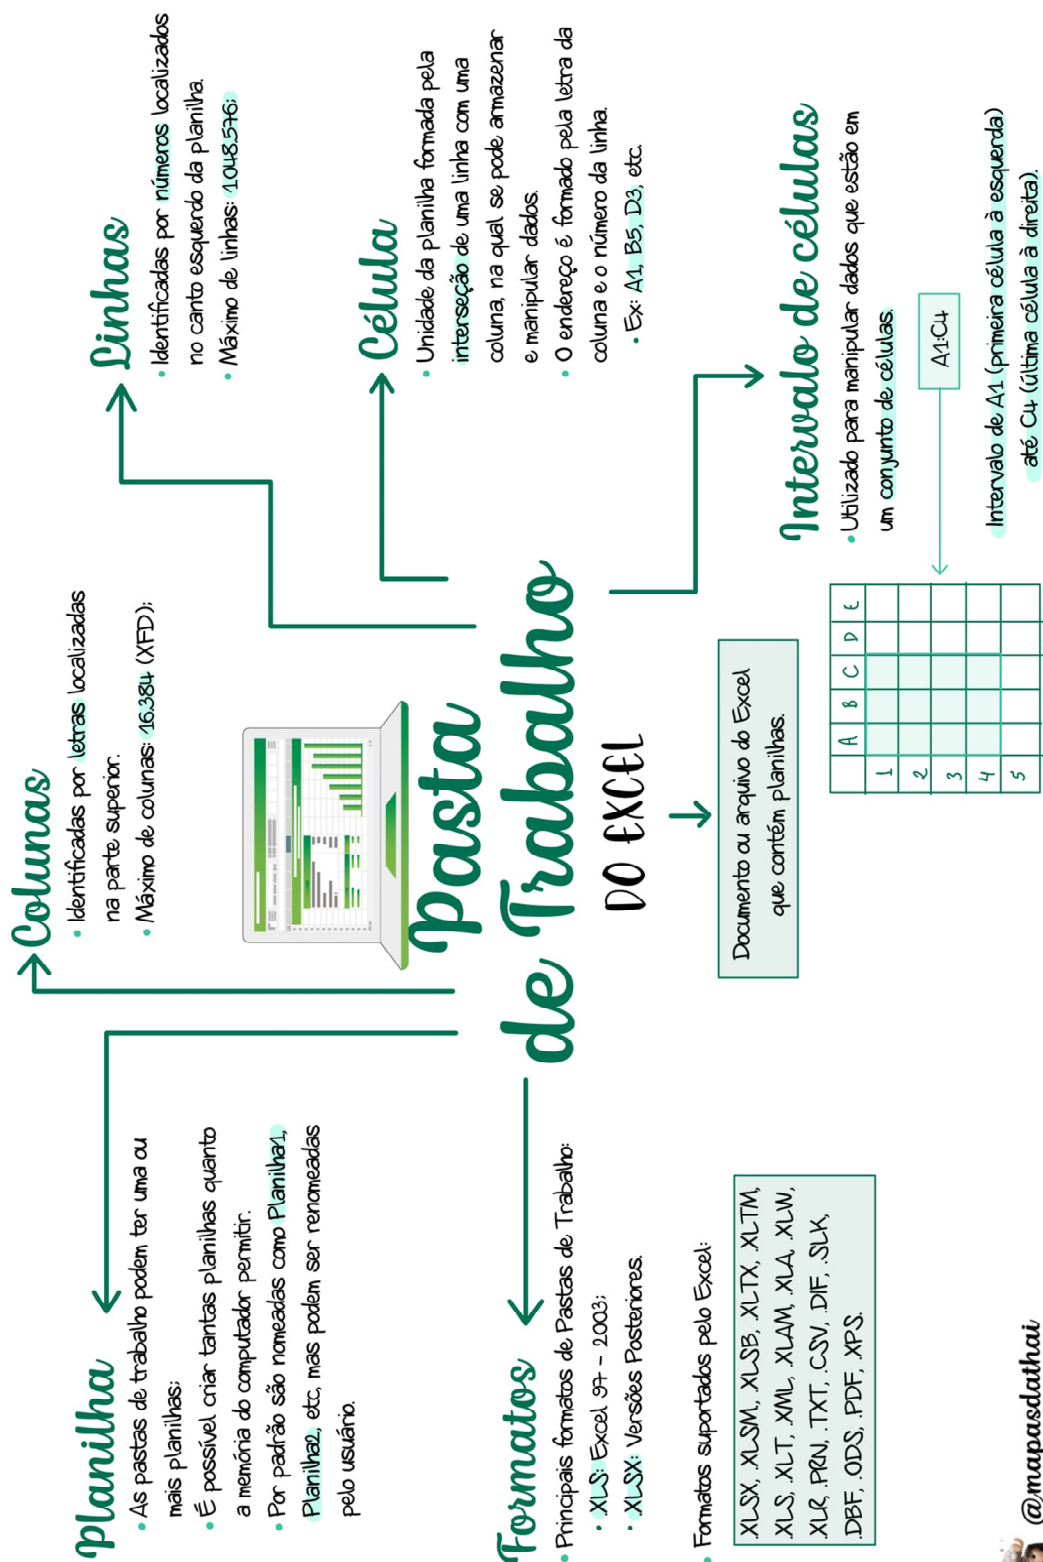 Pasta
de Trabalho
DO EXCEL
Documento ou arquivo do Excel
que contém planilhas.
Planilha
• As pastas de trabalho podem ter uma ou
mais planilhas;
• É possível criar tantas planilhas quanto
a memória do computador permitir.
• Por padrão são nomeadas como Planilha1,
Planilha2, etc, mas podem ser renomeadas
pelo usuário.
Colunas
• Identificadas por letras localizadas
na parte superior.
• Máximo de colunas: 16.384 (XFD);
Linhas
• Identificadas por números localizados
no canto esquerdo da planilha.
• Máximo de linhas: 1.048.576;
Célula
• Unidade da planilha formada pela
interseção de uma linha com uma
coluna, na qual se pode armazenar
e manipular dados.
• O endereço é formado pela letra da
coluna e o número da linha.
• Ex: A1, B5, D3, etc.
Formatos
• Principais formatos de Pastas de Trabalho:
• .XLS: Excel 97 - 2003;
• .XLSX: Versões Posteriores.
• Formatos suportados pelo Excel:
.XLSX, .XLSM, .XLSB, .XLTX, .XLTM,
.XLS, .XLT, .XML, .XLAM, .XLA, .XLW,
.XLR, .PRN, .TXT, .CSV, .DIF, .SLK,
.DBF, .ODS, .PDF, .XPS.
Intervalo de células
• Utilizado para manipular dados que estão em
um conjunto de células.
A1:C4
A B C D E
1
2
3
4
5
Intervalo de A1 (primeira célula à esquerda)
até C4 (última célula à direita).
@mapasdathai